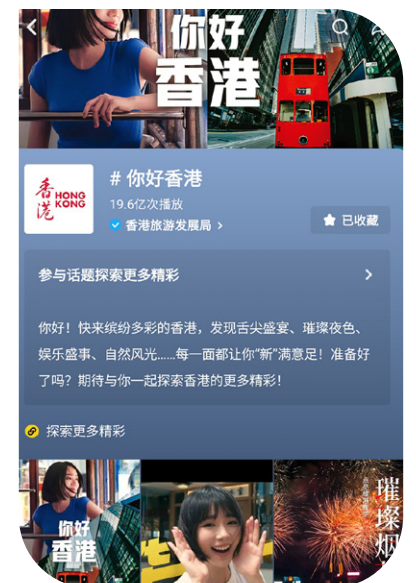 你好
香港
香港
HONG
KONG
# 你好香港
19.6亿次播放
香港旅游发展局
已收藏
参与话题探索更多精彩
你好！快来缤纷多彩的香港，发现舌尖盛宴、璀璨夜色、
娱乐盛事、自然风光......每一面都让你“新”满意足！准备好
了吗？期待与你一起探索香港的更多精彩！
探索更多精彩
你好
香港
璀璨烟